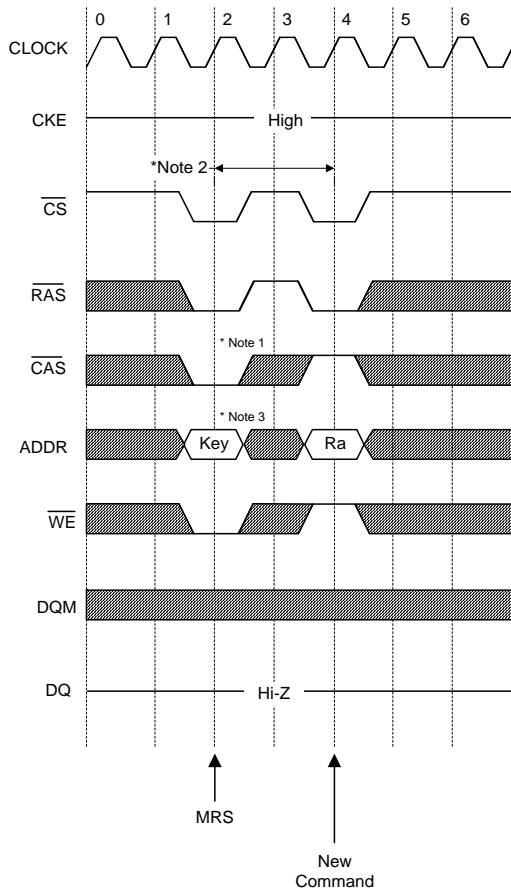 0 1 2 3 4 5 6
CLOCK
CKE High
*Note 2
CS
RAS
* Note 1
CAS
* Note 3
ADDR Key Ra
WE
DQM
DQ Hi-Z
MRS
New
Command